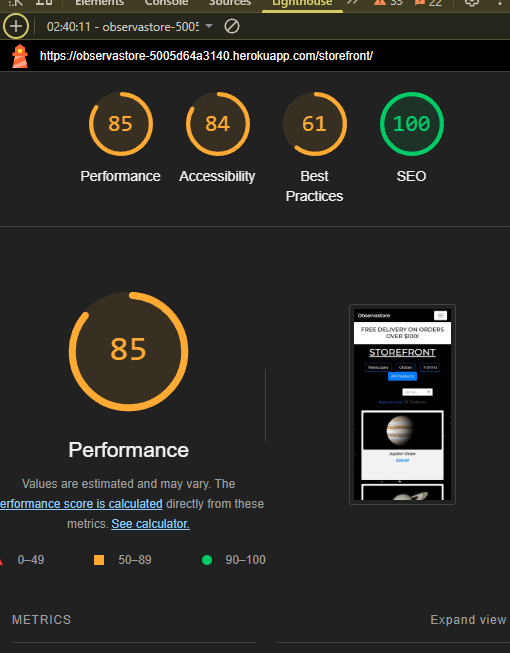 Elements Console Sources Lighthouse 33 22
02:40:11 - observastore-5005
https://observastore-5005d64a3140.herokuapp.com/storefront/
85 84 61 100
Performance Accessibility Best Practices SEO
85
Performance
Values are estimated and may vary. The
erformance score is calculated directly from these
metrics. See calculator.
0–49 50–89 90–100
Observastore
FREE DELIVERY ON ORDERS
OVER $100!
STOREFRONT
Telescopes Globes T-Shirts
All Products
Jupiter Globe
METRICS Expand view